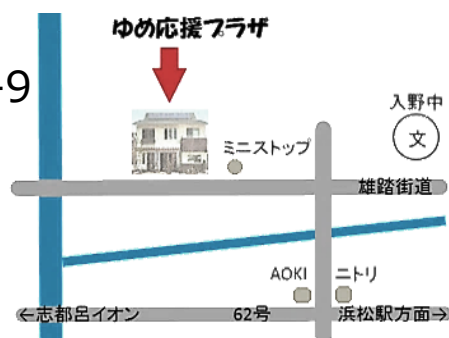 ゆめ応援プラザ
-9
入野中
文
ミニストップ
雄踏街道
AOKI ニトリ
←志都呂イオン 62号 浜松駅方面→